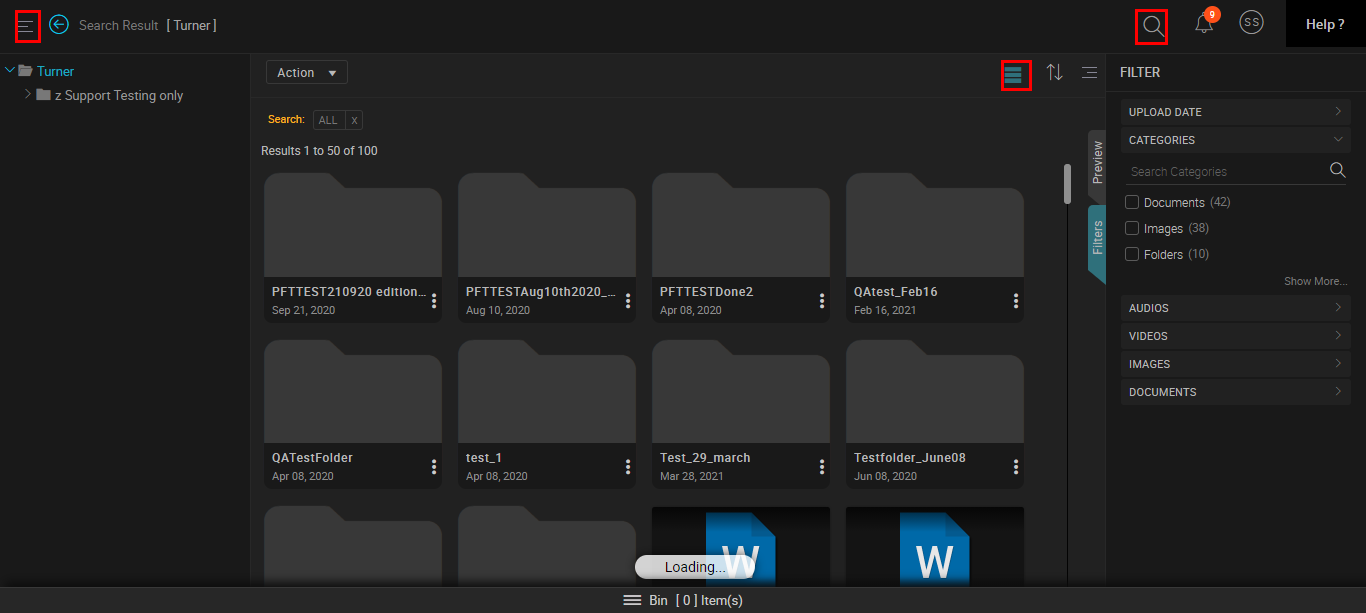 Search Result [ Turner ]
9
SS
Help ?
Turner
z Support Testing only
Action
Search: ALL x
Results 1 to 50 of 100
PFTTEST210920 edition...
Sep 21, 2020
PFTTESTAug10th2020_...
Aug 10, 2020
PFTTESTDone2
Apr 08, 2020
QAtest_Feb16
Feb 16, 2021
QATestFolder
Apr 08, 2020
test_1
Apr 08, 2020
Test_29_march
Mar 28, 2021
Testfolder_June08
Jun 08, 2020
W
W
Loading...
Preview
Filters
FILTER
UPLOAD DATE
CATEGORIES
Search Categories
Documents (42)
Images (38)
Folders (10)
Show More...
AUDIOS
VIDEOS
IMAGES
DOCUMENTS
Bin [ 0 ] Item(s)